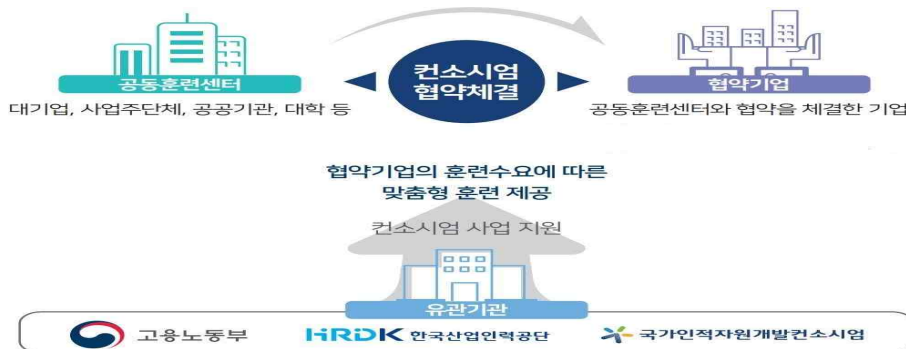 컨소시엄
협약체결
공동훈련센터
협약기업
대기업, 사업주단체, 공공기관, 대학 등
공동훈련센터와 협약을 체결한 기업
협약기업의 훈련수요에 따른
맞춤형 훈련 제공
컨소시엄 사업 지원
유관기관
고용노동부
HRDK 한국산업인력공단
국가인적자원개발컨소시엄